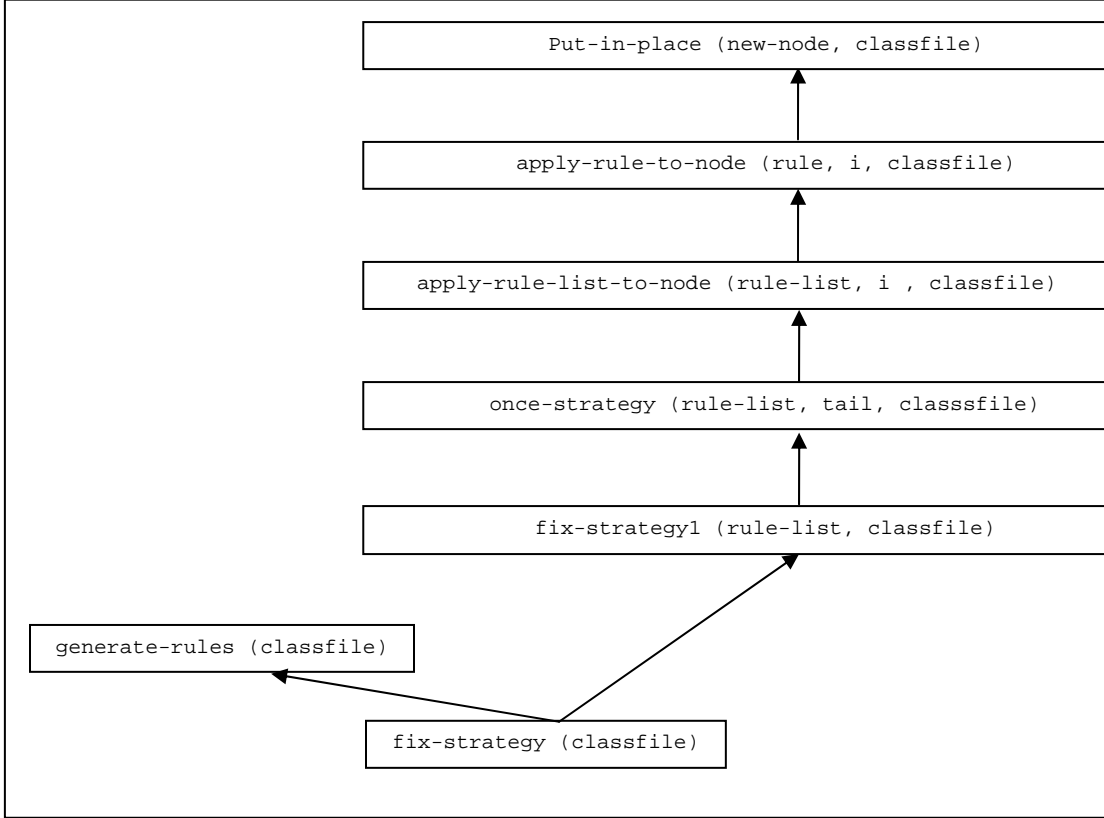 Put-in-place (new-node, classfile)
apply-rule-to-node (rule, i, classfile)
apply-rule-list-to-node (rule-list, i , classfile)
once-strategy (rule-list, tail, classsfile)
fix-strategy1 (rule-list, classfile)
generate-rules (classfile)
fix-strategy (classfile)